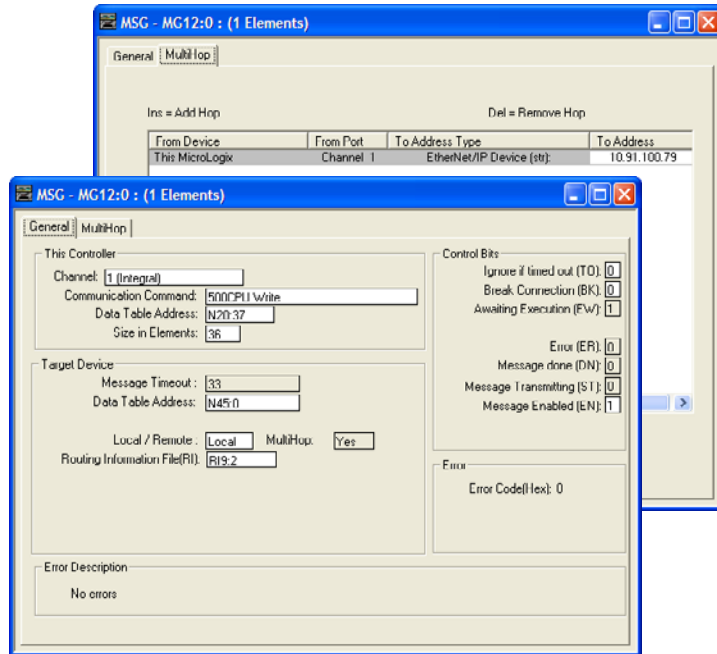 MSG - MG12:0 : (1 Elements)
General MultiHop
Ins = Add Hop Del = Remove Hop
From Device From Port To Address Type To Address
This MicroLogix Channel 1 EtherNet/IP Device (str): 10.91.100.79
MSG - MG12:0 : (1 Elements)
General MultiHop
This Controller
Channel: 1 (Integral)
Communication Command: 500CPU Write
Data Table Address: N20:37
Size in Elements: 36
Target Device
Message Timeout : 33
Data Table Address: N45:0
Local / Remote : Local MultiHop: Yes
Routing Information File(RI): RI9:2
Control Bits
Ignore if timed out (TO): 0
Break Connection (BK): 0
Awaiting Execution (EW): 1
Error (ER): 0
Message done (DN): 0
Message Transmitting (ST): 0
Message Enabled (EN): 1
Error
Error Code(Hex): 0
Error Description
No errors